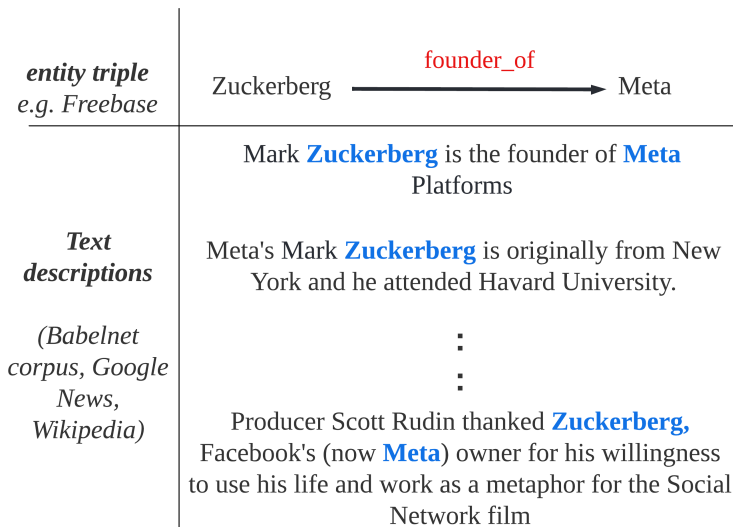 founder_of
entity triple
Zuckerberg
Meta
e.g. Freebase
Mark Zuckerberg is the founder of Meta
Platforms
Text
descriptions
(Babelnet
corpus, Google
News,
Wikipedia)
Meta's Mark Zuckerberg is originally from New
York and he attended Havard University.
:
:
Producer Scott Rudin thanked Zuckerberg,
Facebook's (now Meta) owner for his willingness
to use his life and work as a metaphor for the Social
Network film